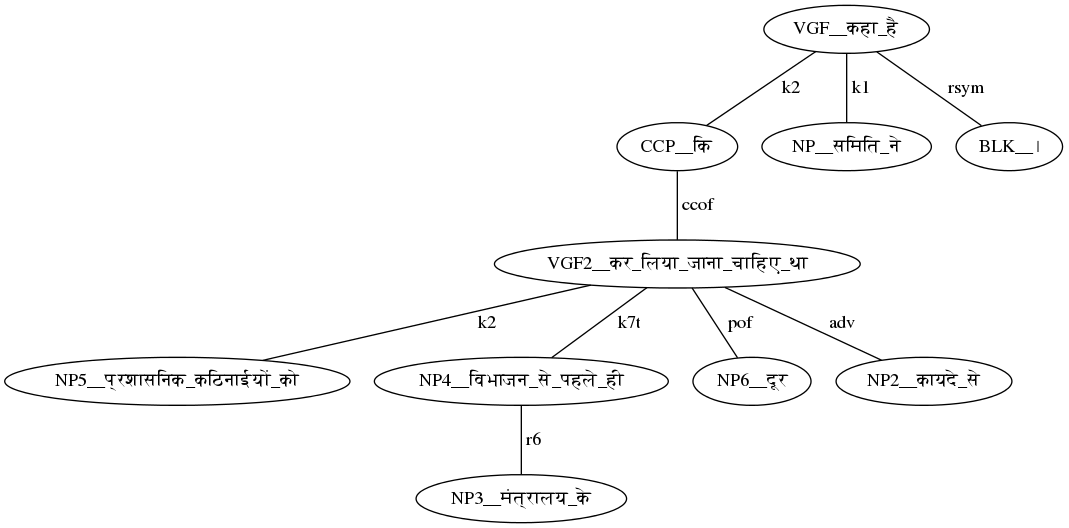 VGF__कहा_है
k2 k1 rsym
CCP__कि NP__समिति_ने BLK__।
ccof
VGF2__कर_लिया_जाना_चाहिए_था
k2 k7t pof adv
NP5__प्रशासनिक_कठिनाईयों_को NP4__विभाजन_से_पहले_ही NP6__दूर NP2__कायदे_से
r6
NP3__मंत्रालय_के